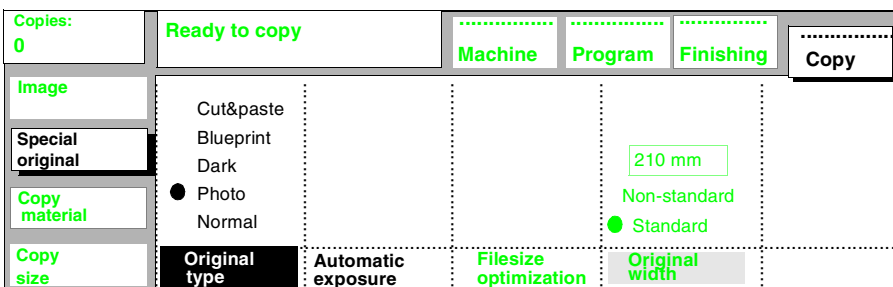 Copies:
0
Ready to copy
Machine
Program
Finishing
Copy
Image
Special
original
Copy
material
Copy
size
Cut&paste
Blueprint
Dark
Photo
Normal
210 mm
Non-standard
Standard
Original
type
Automatic
exposure
Filesize
optimization
Original
width